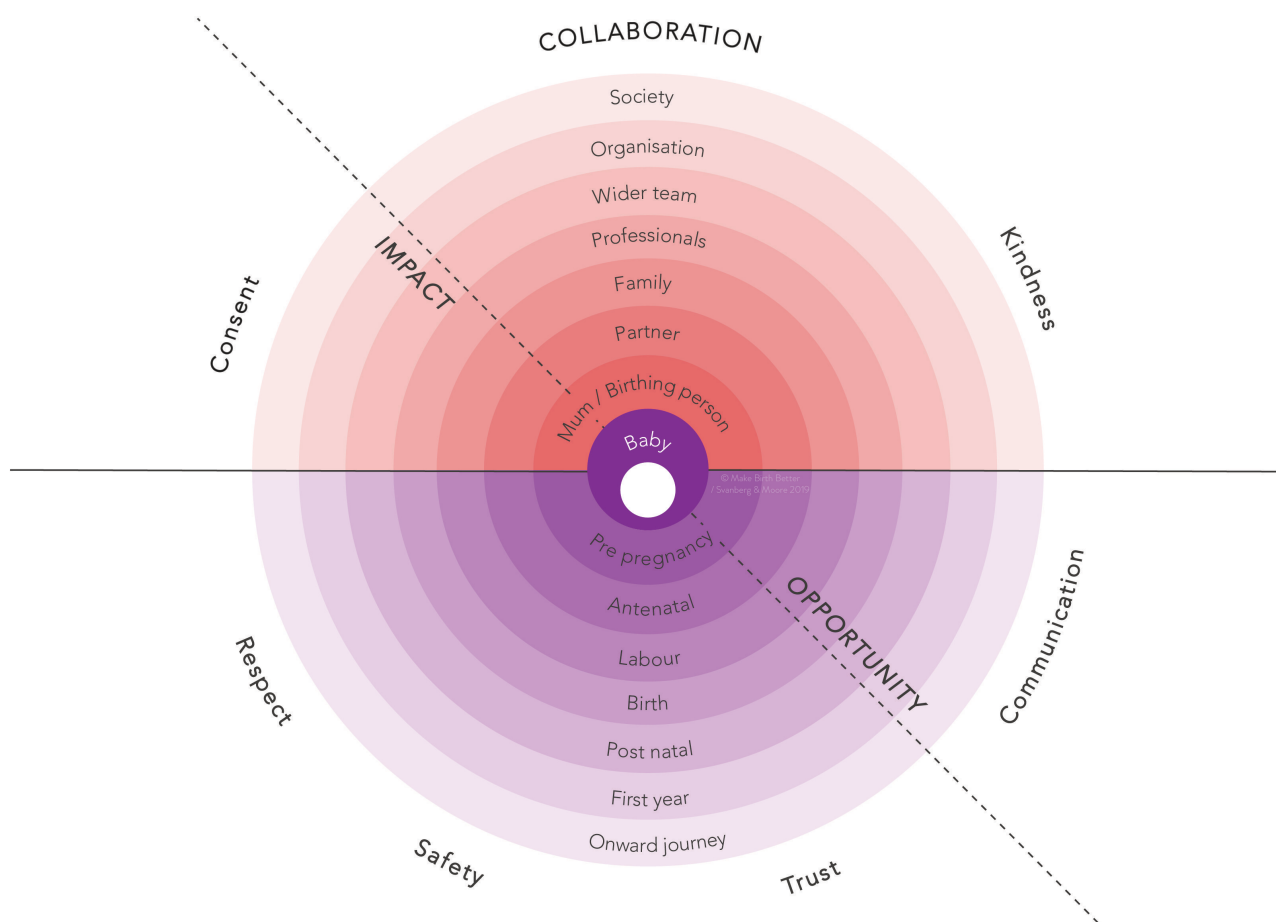 COLLABORATION
Society
Organisation
Wider team
Professionals
Family
Partner
Mum / Birthing person
Baby
IMPACT
Consent
Kindness
© Make Birth Better
/ Svanberg & Moore 2019
Pre pregnancy
Antenatal
Labour
Birth
Post natal
First year
Onward journey
OPPORTUNITY
Communication
Respect
Safety
Trust